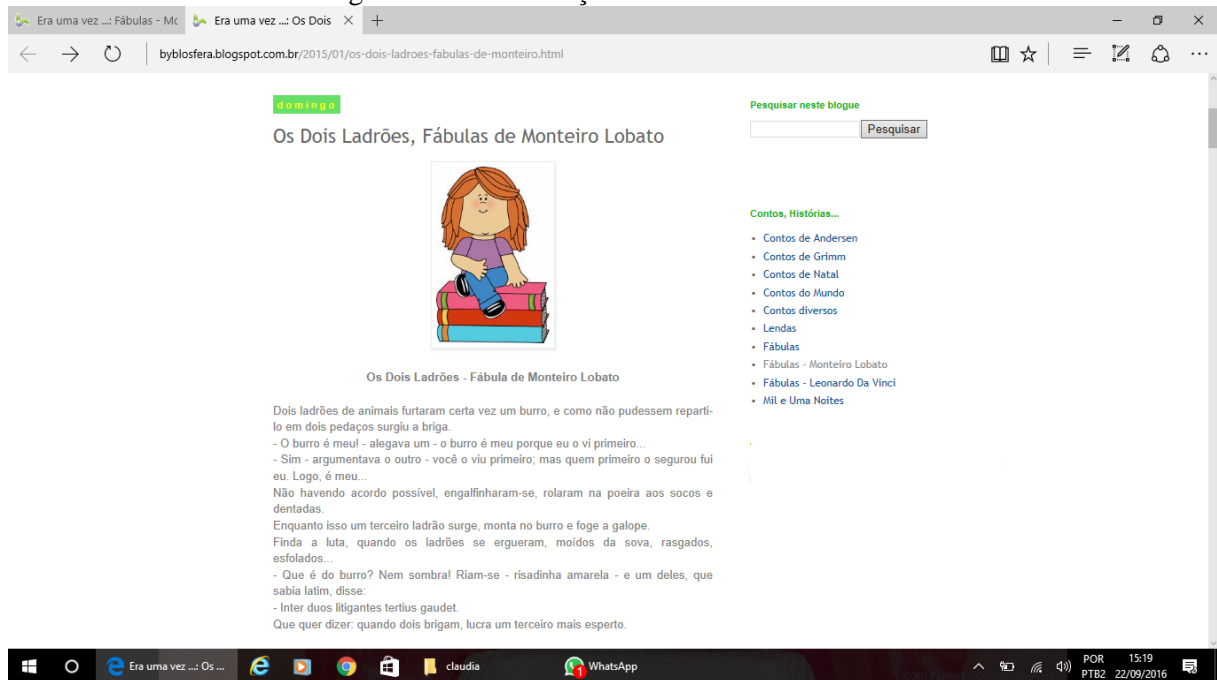 Era uma vez ...: Fábulas - Mc
Era uma vez ...: Os Dois
byblosfera.blogspot.com.br/2015/01/os-dois-ladroes-fabulas-de-monteiro.html
domingo
Os Dois Ladrões, Fábulas de Monteiro Lobato
Os Dois Ladrões - Fábula de Monteiro Lobato
Dois ladrões de animais furtaram certa vez um burro, e como não pudessem reparti-
lo em dois pedaços surgiu a briga.
- O burro é meu! - alegava um - o burro é meu porque eu o vi primeiro...
- Sim - argumentava o outro - você o viu primeiro; mas quem primeiro o segurou fui
eu. Logo, é meu...
Não havendo acordo possível, engalfinharam-se, rolaram na poeira aos socos e
dentadas.
Enquanto isso um terceiro ladrão surge, monta no burro e foge a galope.
Finda a luta, quando os ladrões se ergueram, moídos da sova, rasgados,
esfolados...
- Que é do burro? Nem sombra! Riam-se - risadinha amarela - e um deles, que
sabia latim, disse:
- Inter duos litigantes tertius gaudet.
Que quer dizer: quando dois brigam, lucra um terceiro mais esperto.
Pesquisar neste blogue
Pesquisar
Contos, Histórias...
Contos de Andersen
Contos de Grimm
Contos de Natal
Contos do Mundo
Contos diversos
Lendas
Fábulas
Fábulas - Monteiro Lobato
Fábulas - Leonardo Da Vinci
Mil e Uma Noites
Era uma vez ...: Os ...
claudia
1
WhatsApp
POR
PTB2
15:19
22/09/2016